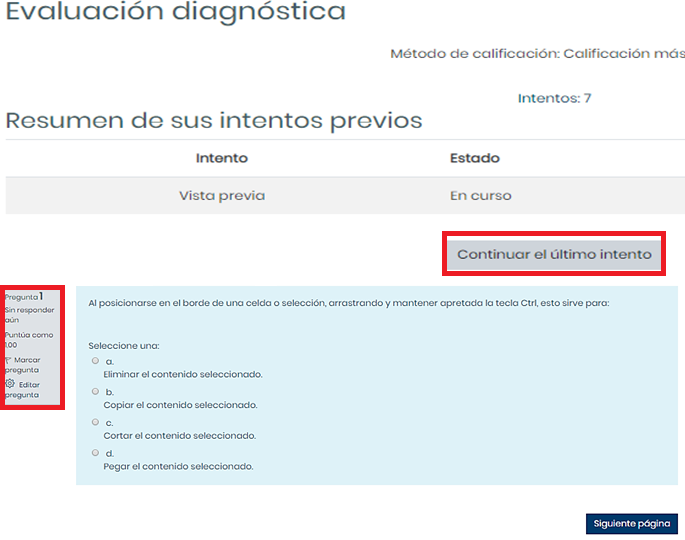 Evaluación diagnóstica
Método de calificación: Calificación más
Intentos: 7
Resumen de sus intentos previos
Intento Estado
Vista previa En curso
Continuar el último intento
Pregunta 1
Sin responder
aún
Puntúa como
1,00
Marcar
pregunta
Editar
pregunta
Al posicionarse en el borde de una celda o selección, arrastrando y mantener apretada la tecla Ctrl, esto sirve para:
Seleccione una:
a.
Eliminar el contenido seleccionado.
b.
Copiar el contenido seleccionado.
c.
Cortar el contenido seleccionado.
d.
Pegar el contenido seleccionado.
Siguiente página